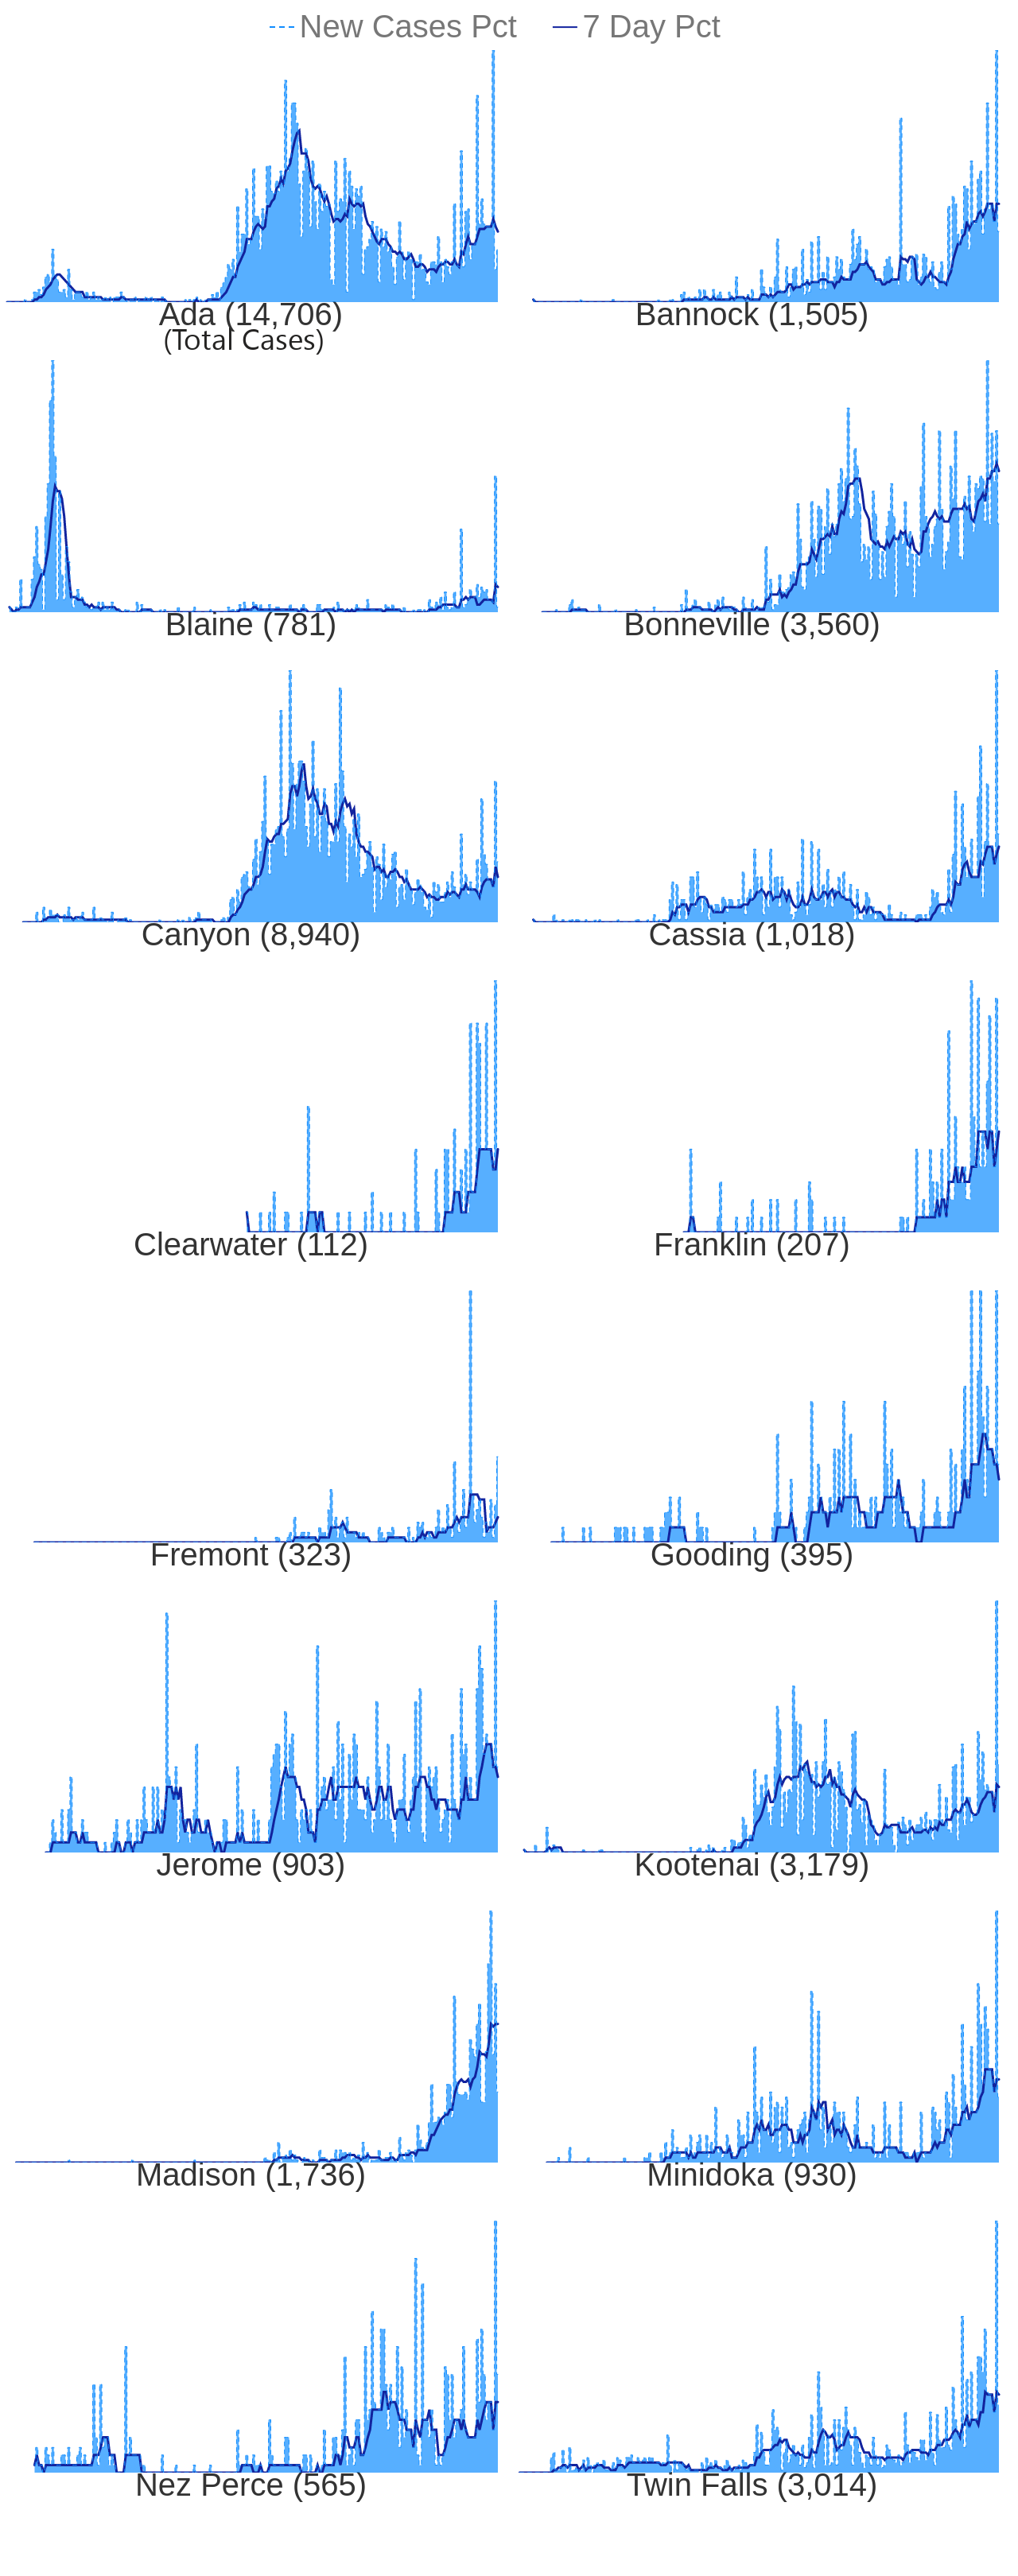 New Cases Pct 7 Day Pct
Ada (14,706) Bannock (1,505)
(Total Cases)
Blaine (781) Bonneville (3,560)
Canyon (8,940) Cassia (1,018)
Clearwater (112) Franklin (207)
Fremont (323) Gooding (395)
Jerome (903) Kootenai (3,179)
Madison (1,736) Minidoka (930)
Nez Perce (565) Twin Falls (3,014)